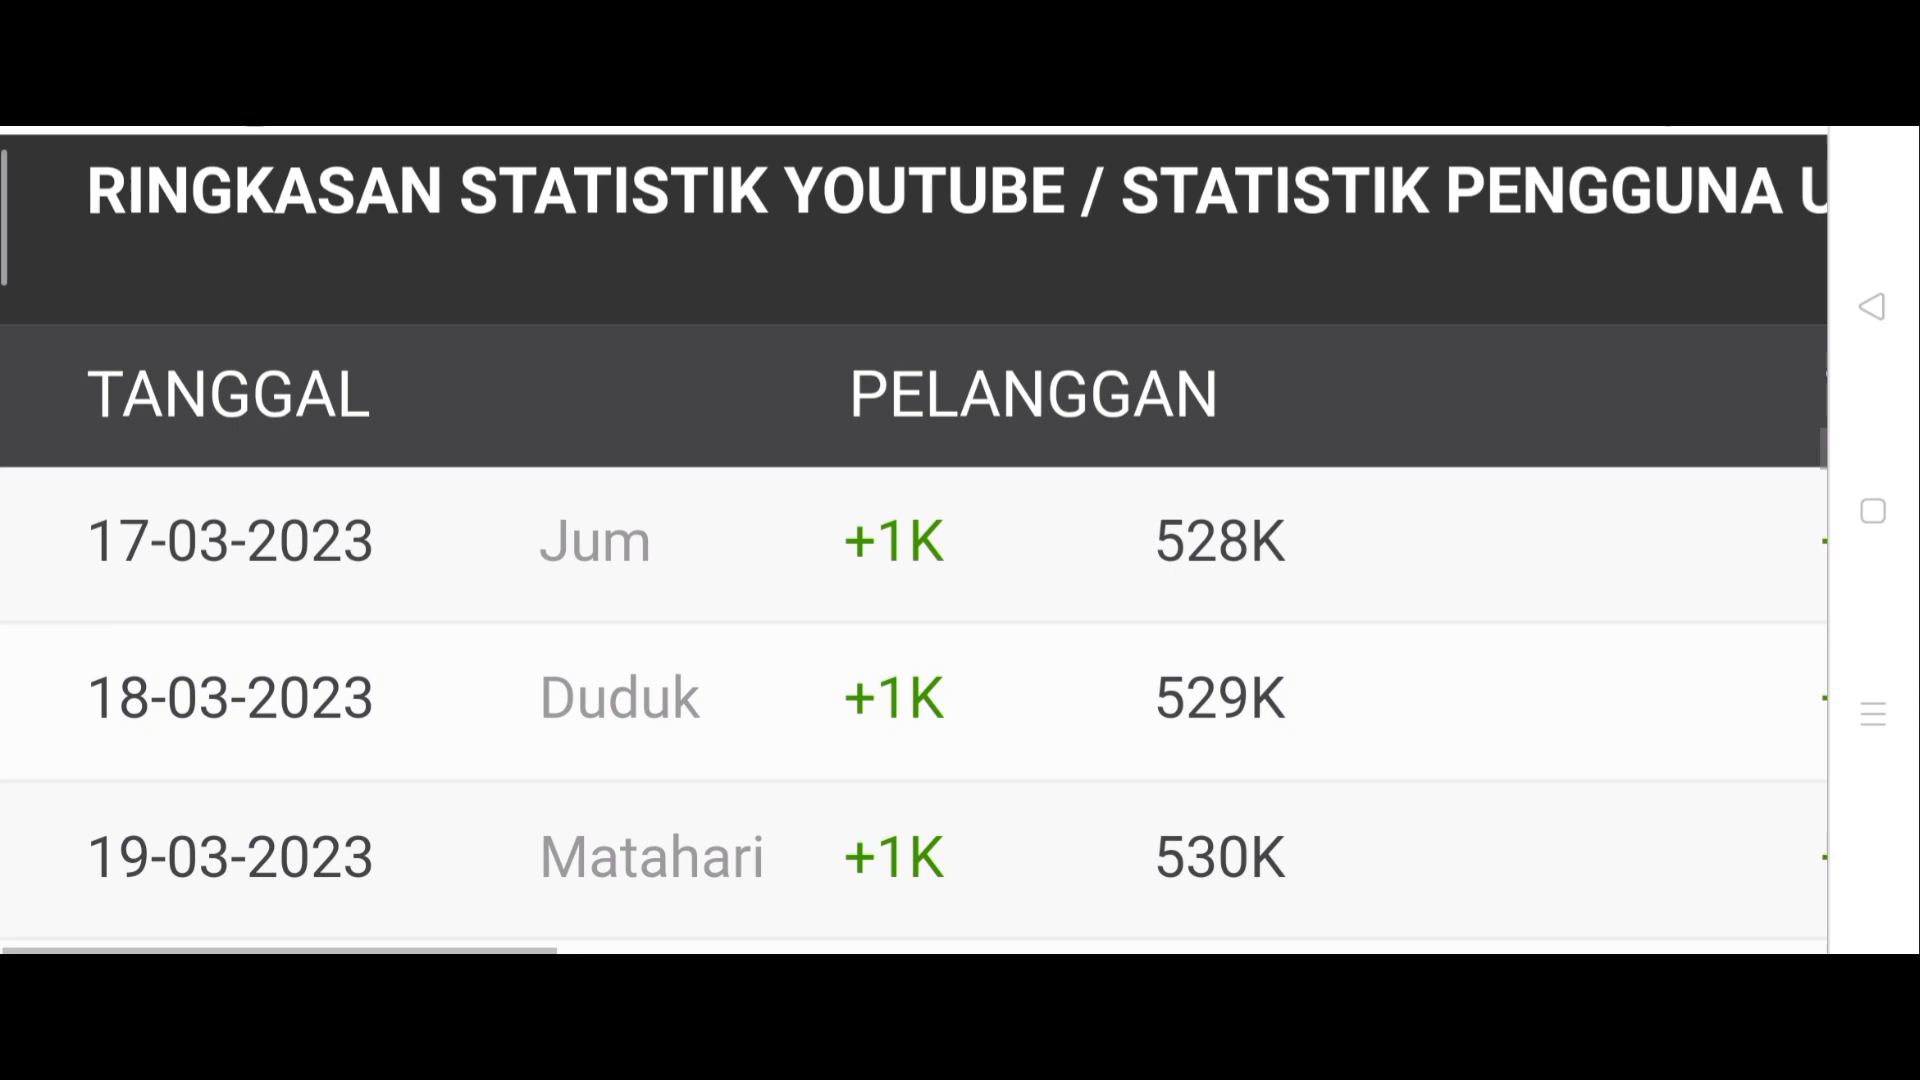 RINGKASAN STATISTIK YOUTUBE / STATISTIK PENGGUNA
TANGGAL PELANGGAN
17-03-2023 Jum +1K 528K
18-03-2023 Duduk +1K 529K
19-03-2023 Matahari +1K 530K